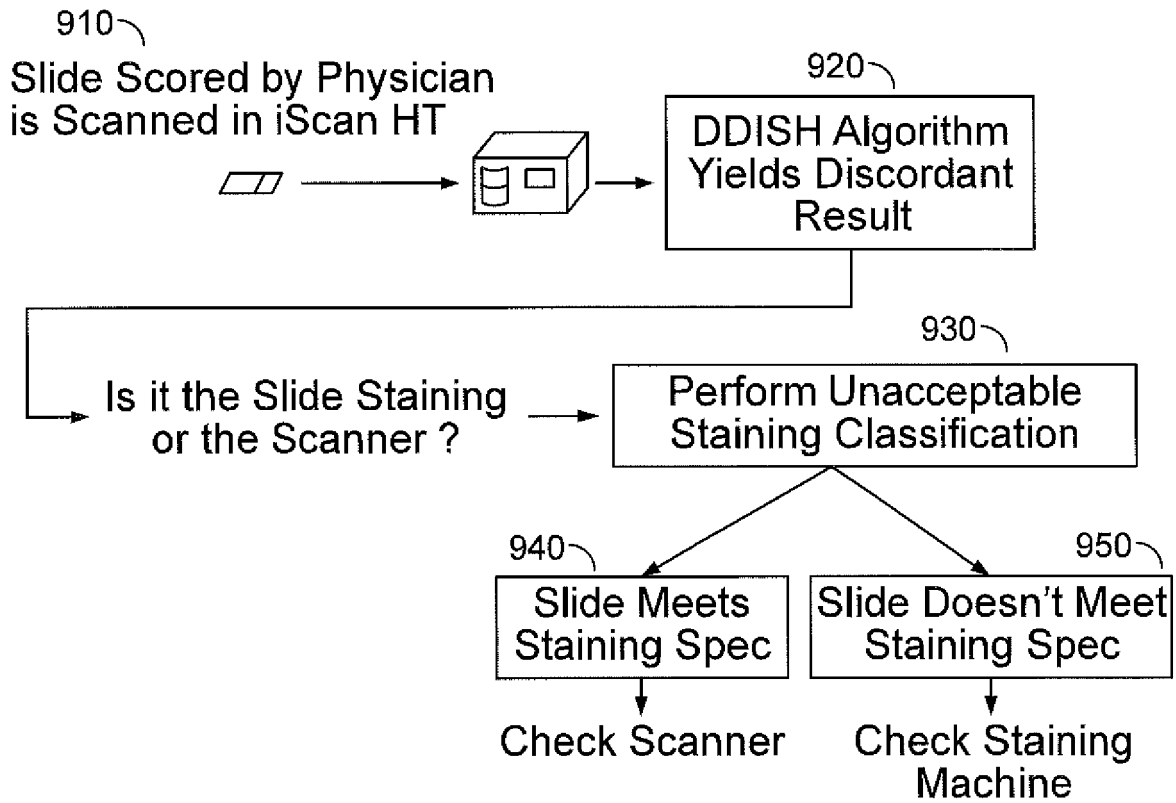 910
Slide Scored by Physician
is Scanned in iScan HT
920
DDISH Algorithm
Yields Discordant
Result
Is it the Slide Staining
or the Scanner ?
930
Perform Unacceptable
Staining Classification
940
Slide Meets
Staining Spec
Check Scanner
950
Slide Doesn't Meet
Staining Spec
Check Staining
Machine